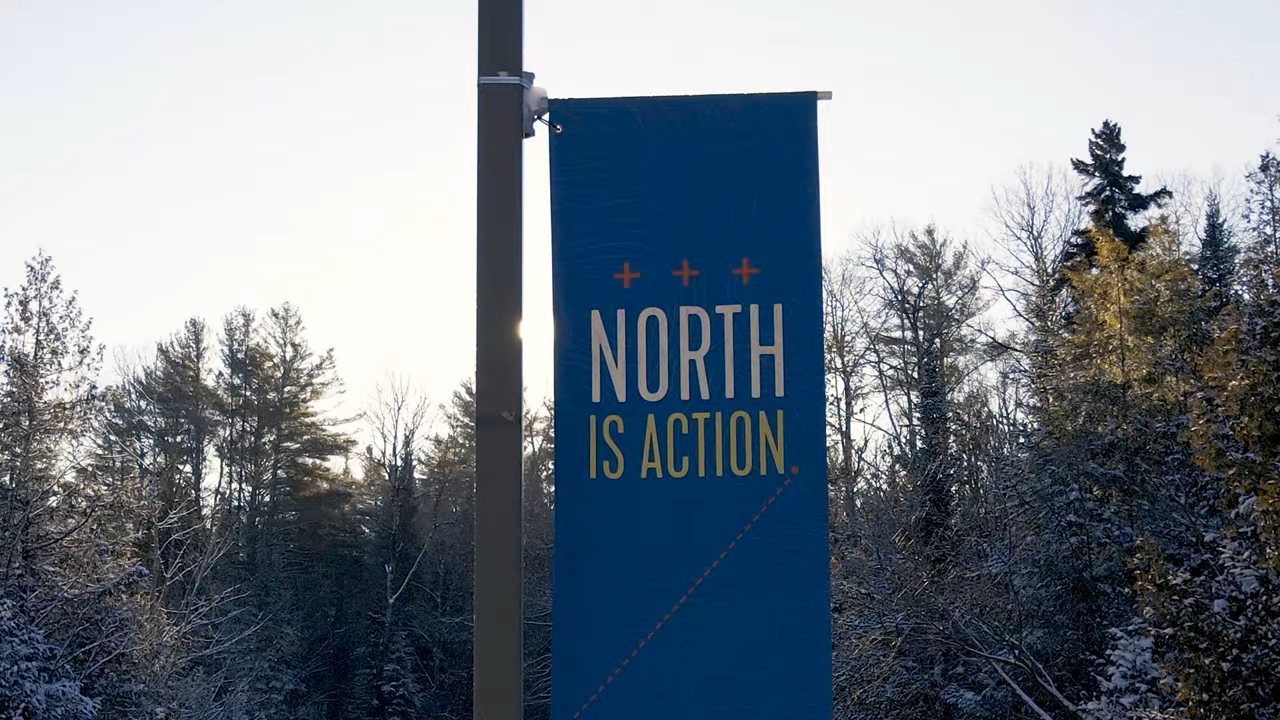 + + +
NORTH
IS ACTION.